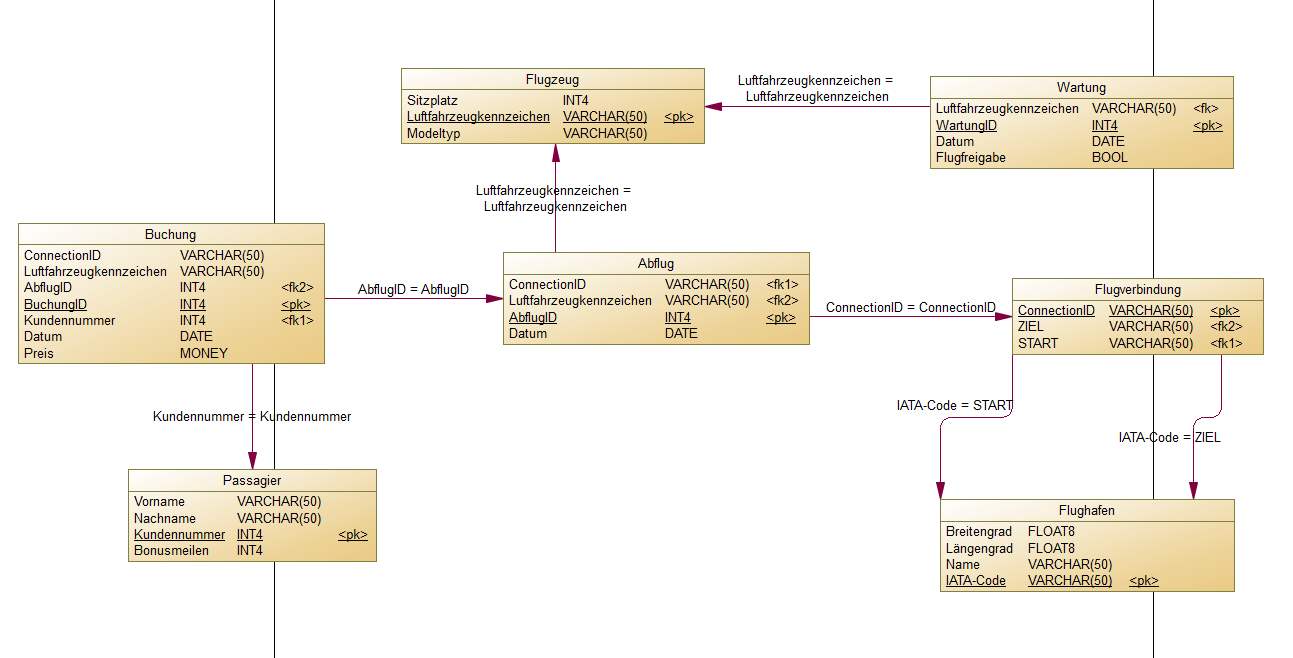 Flugzeug
Sitzplatz INT4
Luftfahrzeugkennzeichen VARCHAR(50) <pk>
Modeltyp VARCHAR(50)
Luftfahrzeugkennzeichen =
Luftfahrzeugkennzeichen
Wartung
Luftfahrzeugkennzeichen VARCHAR(50) <fk>
WartungID INT4 <pk>
Datum DATE
Flugfreigabe BOOL
Luftfahrzeugkennzeichen =
Luftfahrzeugkennzeichen
Buchung
ConnectionID VARCHAR(50)
Luftfahrzeugkennzeichen VARCHAR(50)
AbflugID INT4 <fk2>
BuchungID INT4 <pk>
Kundennummer INT4 <fk1>
Datum DATE
Preis MONEY
AbflugID = AbflugID
Abflug
ConnectionID VARCHAR(50) <fk1>
Luftfahrzeugkennzeichen VARCHAR(50) <fk2>
AbflugID INT4 <pk>
Datum DATE
ConnectionID = ConnectionID
Flugverbindung
ConnectionID VARCHAR(50) <pk>
ZIEL VARCHAR(50) <fk2>
START VARCHAR(50) <fk1>
Kundennummer = Kundennummer
IATA-Code = START
IATA-Code = ZIEL
Passagier
Vorname VARCHAR(50)
Nachname VARCHAR(50)
Kundennummer INT4 <pk>
Bonusmeilen INT4
Flughafen
Breitengrad FLOAT8
Längengrad FLOAT8
Name VARCHAR(50)
IATA-Code VARCHAR(50) <pk>